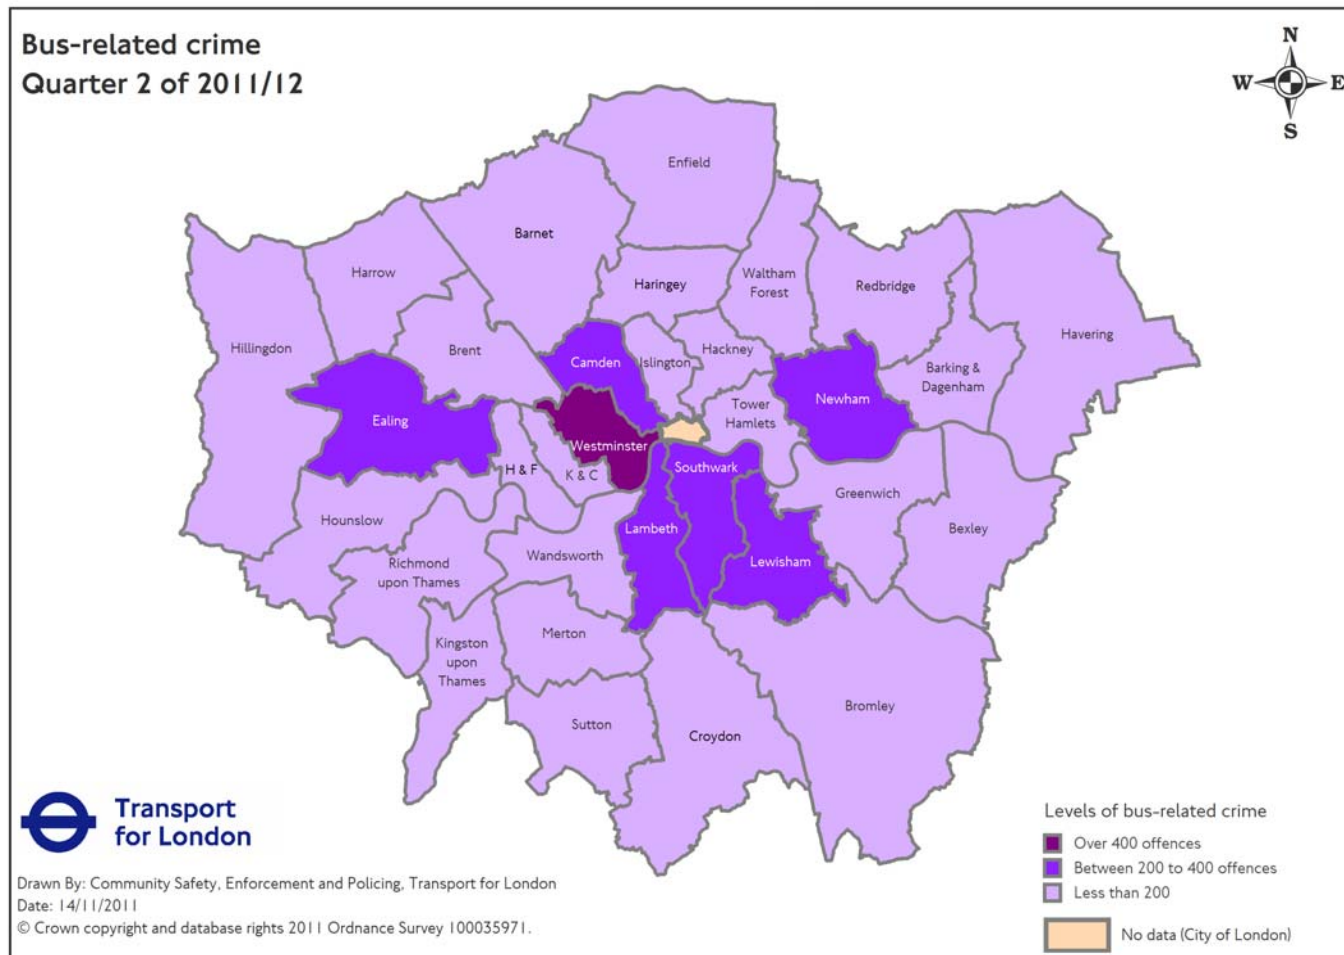 Bus-related crime
Quarter 2 of 2011/12
N
W
E
S
Enfield
Barnet
Harrow
Haringey
Waltham
Forest
Redbridge
Havering
Hillingdon
Brent
Camden
Islington
Hackney
Barking &
Dagenham
Ealing
Newham
Tower
Hamlets
Westminster
H & F
K & C
Southwark
Greenwich
Hounslow
Lambeth
Bexley
Richmond
upon Thames
Wandsworth
Lewisham
Kingston
upon
Thames
Merton
Sutton
Croydon
Bromley
Transport
for London
Drawn By: Community Safety, Enforcement and Policing, Transport for London
Date: 14/11/2011
© Crown copyright and database rights 2011 Ordnance Survey 100035971.
Levels of bus-related crime
Over 400 offences
Between 200 to 400 offences
Less than 200
No data (City of London)